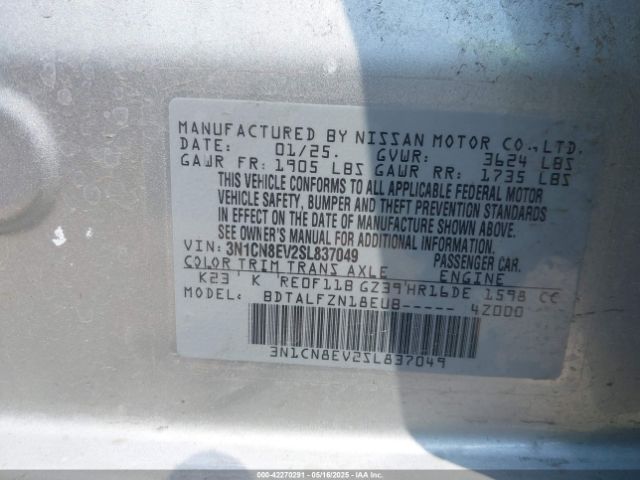 MANUFACTURED BY NISSAN MOTOR CO., LTD.
DATE: 01/25. GVWR: 3624 LBS
GAWR FR: 1905 LBS GAWR RR: 1735 LBS
THIS VEHICLE CONFORMS TO ALL APPLICABLE FEDERAL MOTOR
VEHICLE SAFETY, BUMPER AND THEFT PREVENTION STANDARDS
IN EFFECT ON THE DATE OF MANUFACTURE SHOWN ABOVE.
SEE OWNER'S MANUAL FOR ADDITIONAL INFORMATION.
VIN: 3N1CN8EV2SL837049 PASSENGER CAR.
COLOR TRIM TRANS AXLE ENGINE
K23 K RE0F11B GZ39 HR16DE 1598 CC
MODEL: BDTALFZN18EUB----- 4Z000
3N1CN8EV2SL837049
000-42270291 - 05/16/2025 - IAA, Inc.